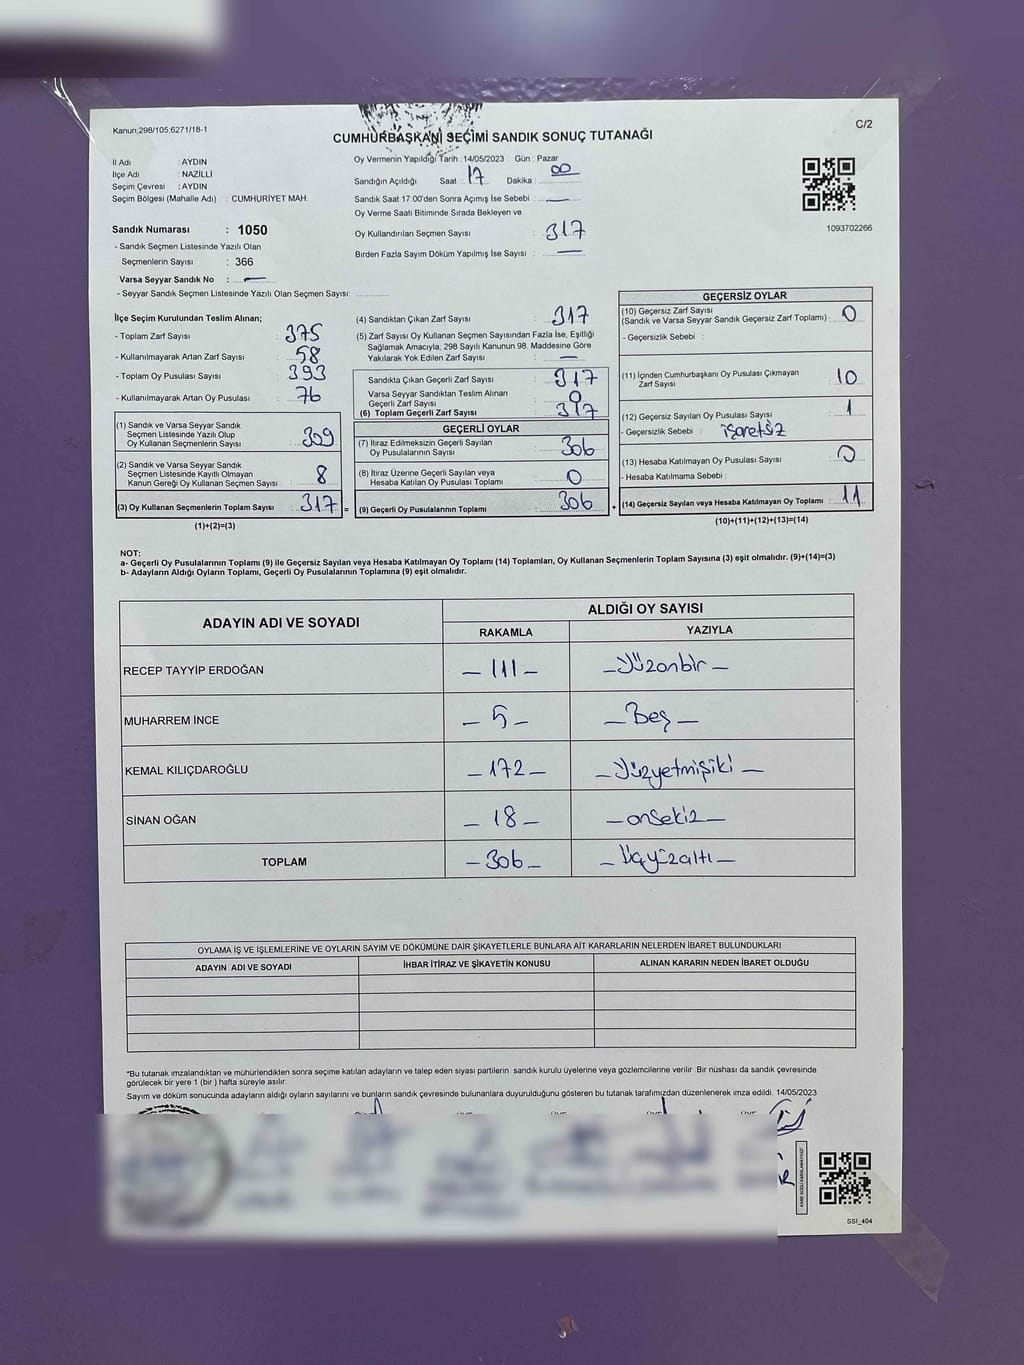 Kanun,298/105,6271/18-1
C/2
CUMHURBAŞKANI SEÇİMİ SANDIK SONUÇ TUTANAĞI
İl Adı : AYDIN
İlçe Adı : NAZİLLİ
Seçim Çevresi : AYDIN
Seçim Bölgesi (Mahalle Adı) : CUMHURİYET MAH.
Sandık Numarası : 1050
- Sandık Seçmen Listesinde Yazılı Olan
Seçmenlerin Sayısı : 366
Varsa Seyyar Sandık No : —
- Seyyar Sandık Seçmen Listesinde Yazılı Olan Seçmen Sayısı:
Oy Vermenin Yapıldığı Tarih : 14/05/2023 Gün : Pazar
Sandığın Açıldığı Saat : 17 Dakika : 00
Sandık Saat 17.00'den Sonra Açılmış İse Sebebi : —
Oy Verme Saati Bitiminde Sırada Bekleyen ve
Oy Kullandırılan Seçmen Sayısı : 317
Birden Fazla Sayım Döküm Yapılmış İse Sayısı : —
1093702266
İlçe Seçim Kurulundan Teslim Alınan;
- Toplam Zarf Sayısı : 375
- Kullanılmayarak Artan Zarf Sayısı : 58
- Toplam Oy Pusulası Sayısı : 393
- Kullanılmayarak Artan Oy Pusulası : 76
(1) Sandık ve Varsa Seyyar Sandık
Seçmen Listesinde Yazılı Olup
Oy Kullanan Seçmenlerin Sayısı : 309
(2) Sandık ve Varsa Seyyar Sandık
Seçmen Listesinde Kayıtlı Olmayan
Kanun Gereği Oy Kullanan Seçmen Sayısı : 8
(3) Oy Kullanan Seçmenlerin Toplam Sayısı : 317 =
(1)+(2)=(3)
(4) Sandıktan Çıkan Zarf Sayısı : 317
(5) Zarf Sayısı Oy Kullanan Seçmen Sayısından Fazla İse, Eşitliği
Sağlamak Amacıyla, 298 Sayılı Kanunun 98. Maddesine Göre
Yakılarak Yok Edilen Zarf Sayısı : —
Sandıkta Çıkan Geçerli Zarf Sayısı : 317
Varsa Seyyar Sandıktan Teslim Alınan
Geçerli Zarf Sayısı : 0
(6) Toplam Geçerli Zarf Sayısı : 317
GEÇERLİ OYLAR
(7) İtiraz Edilmeksizin Geçerli Sayılan
Oy Pusulalarının Sayısı : 306
(8) İtiraz Üzerine Geçerli Sayılan veya
Hesaba Katılan Oy Pusulası Toplamı : 0
(9) Geçerli Oy Pusulalarının Toplamı : 306 +
GEÇERSİZ OYLAR
(10) Geçersiz Zarf Sayısı
(Sandık ve Varsa Seyyar Sandık Geçersiz Zarf Toplamı) : 0
- Geçersizlik Sebebi :
(11) İçinden Cumhurbaşkanı Oy Pusulası Çıkmayan
Zarf Sayısı : 10
(12) Geçersiz Sayılan Oy Pusulası Sayısı : 1
- Geçersizlik Sebebi : işaretsiz
(13) Hesaba Katılmayan Oy Pusulası Sayısı : 0
- Hesaba Katılmama Sebebi :
(14) Geçersiz Sayılan veya Hesaba Katılmayan Oy Toplamı : 11
(10)+(11)+(12)+(13)=(14)
NOT:
a- Geçerli Oy Pusulalarının Toplamı (9) ile Geçersiz Sayılan veya Hesaba Katılmayan Oy Toplamı (14) Toplamları, Oy Kullanan Seçmenlerin Toplam Sayısına (3) eşit olmalıdır. (9)+(14)=(3)
b- Adayların Aldığı Oyların Toplamı, Geçerli Oy Pusulalarının Toplamına (9) eşit olmalıdır.
ADAYIN ADI VE SOYADI
ALDIĞI OY SAYISI
RAKAMLA YAZIYLA
RECEP TAYYİP ERDOĞAN — 111 — — Yüzonbir —
MUHARREM İNCE — 5 — — Beş —
KEMAL KILIÇDAROĞLU — 172 — — Yüzyetmişiki —
SİNAN OĞAN — 18 — — onsekiz —
TOPLAM — 306 — — Üçyüzaltı —
OYLAMA İŞ VE İŞLEMLERİNE VE OYLARIN SAYIM VE DÖKÜMÜNE DAİR ŞİKAYETLERLE BUNLARA AİT KARARLARIN NELERDEN İBARET BULUNDUKLARI
ADAYIN ADI VE SOYADI İHBAR İTİRAZ VE ŞİKAYETİN KONUSU ALINAN KARARIN NEDEN İBARET OLDUĞU
*Bu tutanak imzalandıktan ve mühürlendikten sonra seçime katılan adayların ve talep eden siyasi partilerin sandık kurulu üyelerine veya gözlemcilerine verilir. Bir nüshası da sandık çevresinde
görülecek bir yere 1 (bir ) hafta süreyle asılır.
Sayım ve döküm sonucunda adayların aldığı oyların sayılarını ve bunların sandık çevresinde bulunanlara duyurulduğunu gösteren bu tutanak tarafımızdan düzenlenerek imza edildi. 14/05/2023
SSI_404